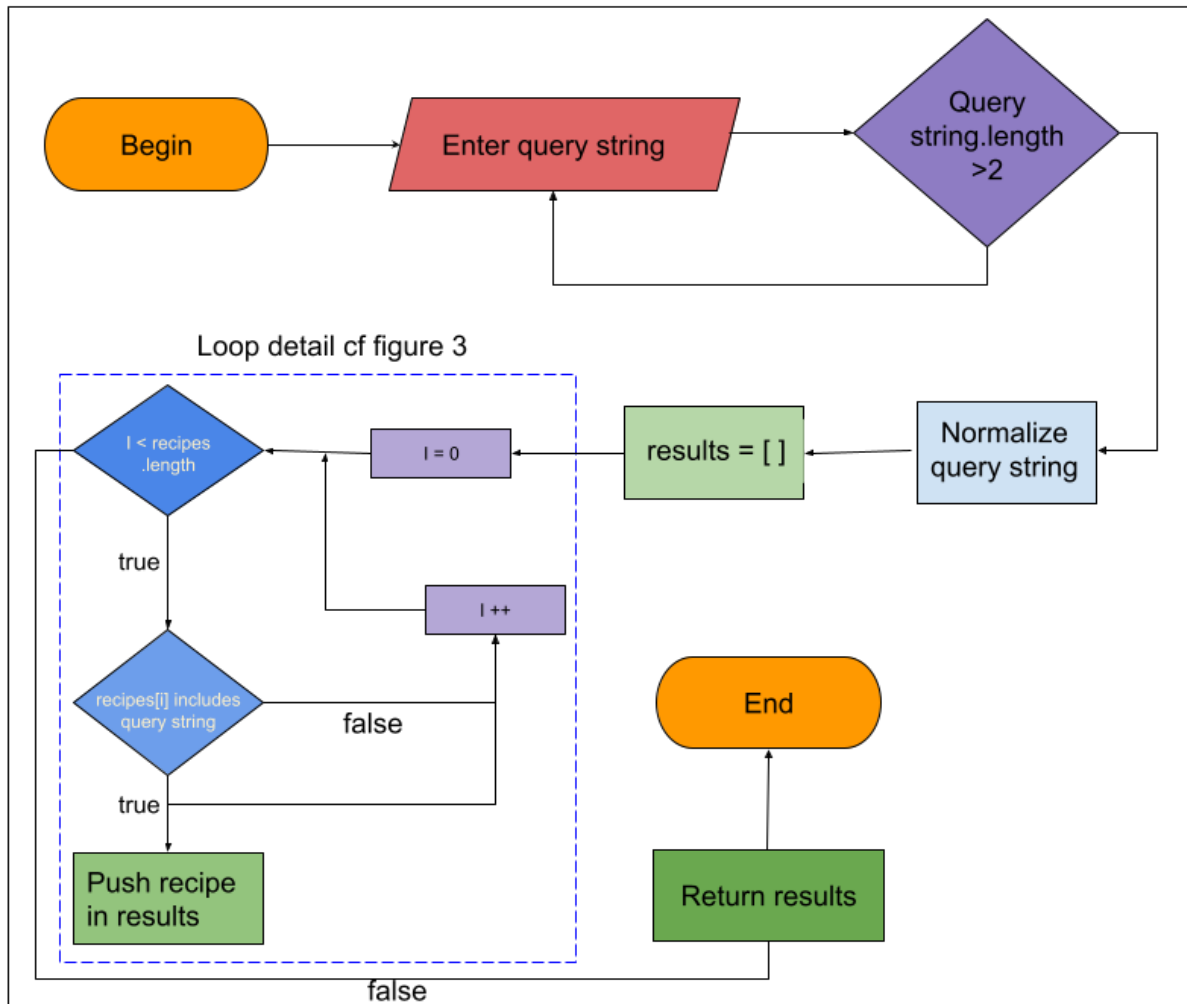 Begin
Enter query string
Query
string.length
>2
Loop detail cf figure 3
I < recipes
.length
I = 0
results = [ ]
Normalize
query string
true
I ++
recipes[i] includes
query string
false
End
true
Push recipe
in results
Return results
false